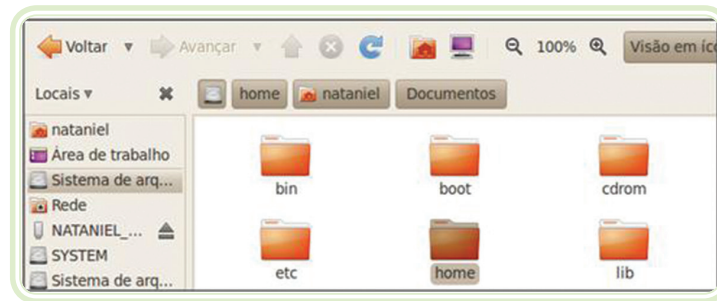 Voltar Avançar 100% Visão em íco
Locais home nataniel Documentos
nataniel
Área de trabalho
Sistema de arq...
Rede
NATANIEL_...
SYSTEM
Sistema de arq...
bin boot cdrom
etc home lib